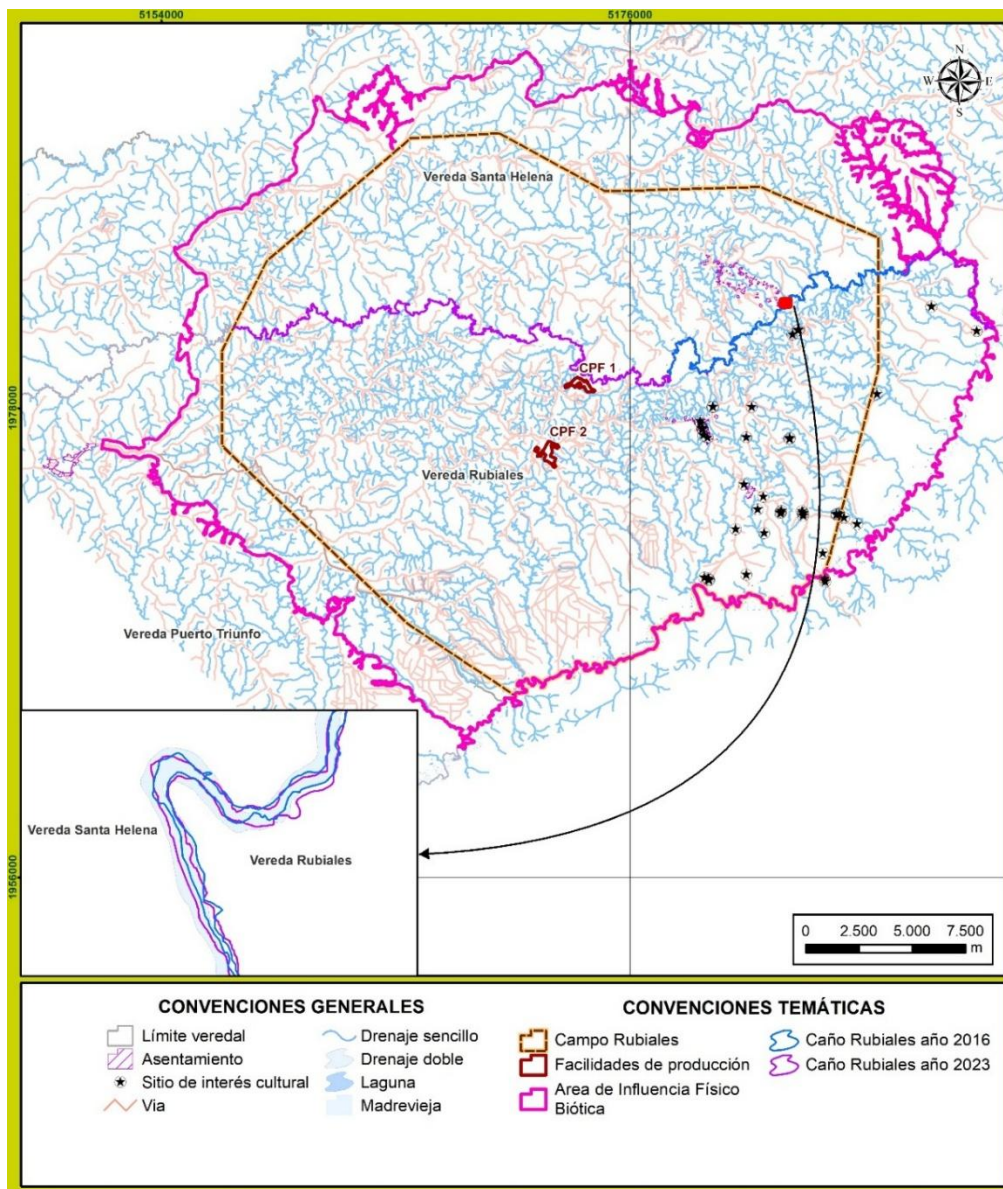 5154000
5176000
N
W
E
S
Vereda Santa Helena
CPF 1
1978000
CPF 2
Vereda Rubiales
Vereda Puerto Triunfo
Vereda Santa Helena
Vereda Rubiales
1956000
0 2.500 5.000 7.500
m
CONVENCIONES GENERALES
Límite veredal
Asentamiento
Sitio de interés cultural
Via
Drenaje sencillo
Drenaje doble
Laguna
Madrevieja
CONVENCIONES TEMÁTICAS
Campo Rubiales
Facilidades de producción
Area de Influencia Físico
Biótica
Caño Rubiales año 2016
Caño Rubiales año 2023